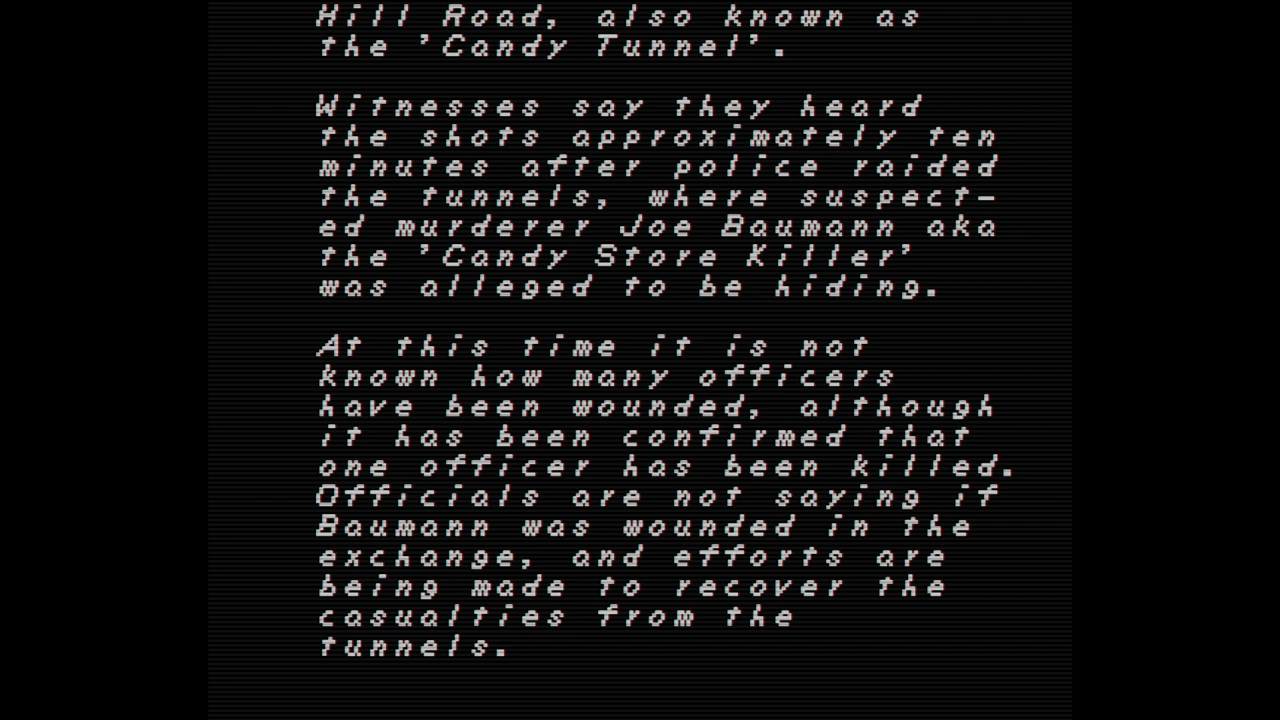 Hill Road, also known as
the 'Candy Tunnel'.
Witnesses say they heard
the shots approximately ten
minutes after police raided
the tunnels, where suspect-
ed murderer Joe Baumann aka
the 'Candy Store Killer'
was alleged to be hiding.
At this time it is not
known how many officers
have been wounded, although
it has been confirmed that
one officer has been killed.
Officials are not saying if
Baumann was wounded in the
exchange, and efforts are
being made to recover the
casualties from the
tunnels.